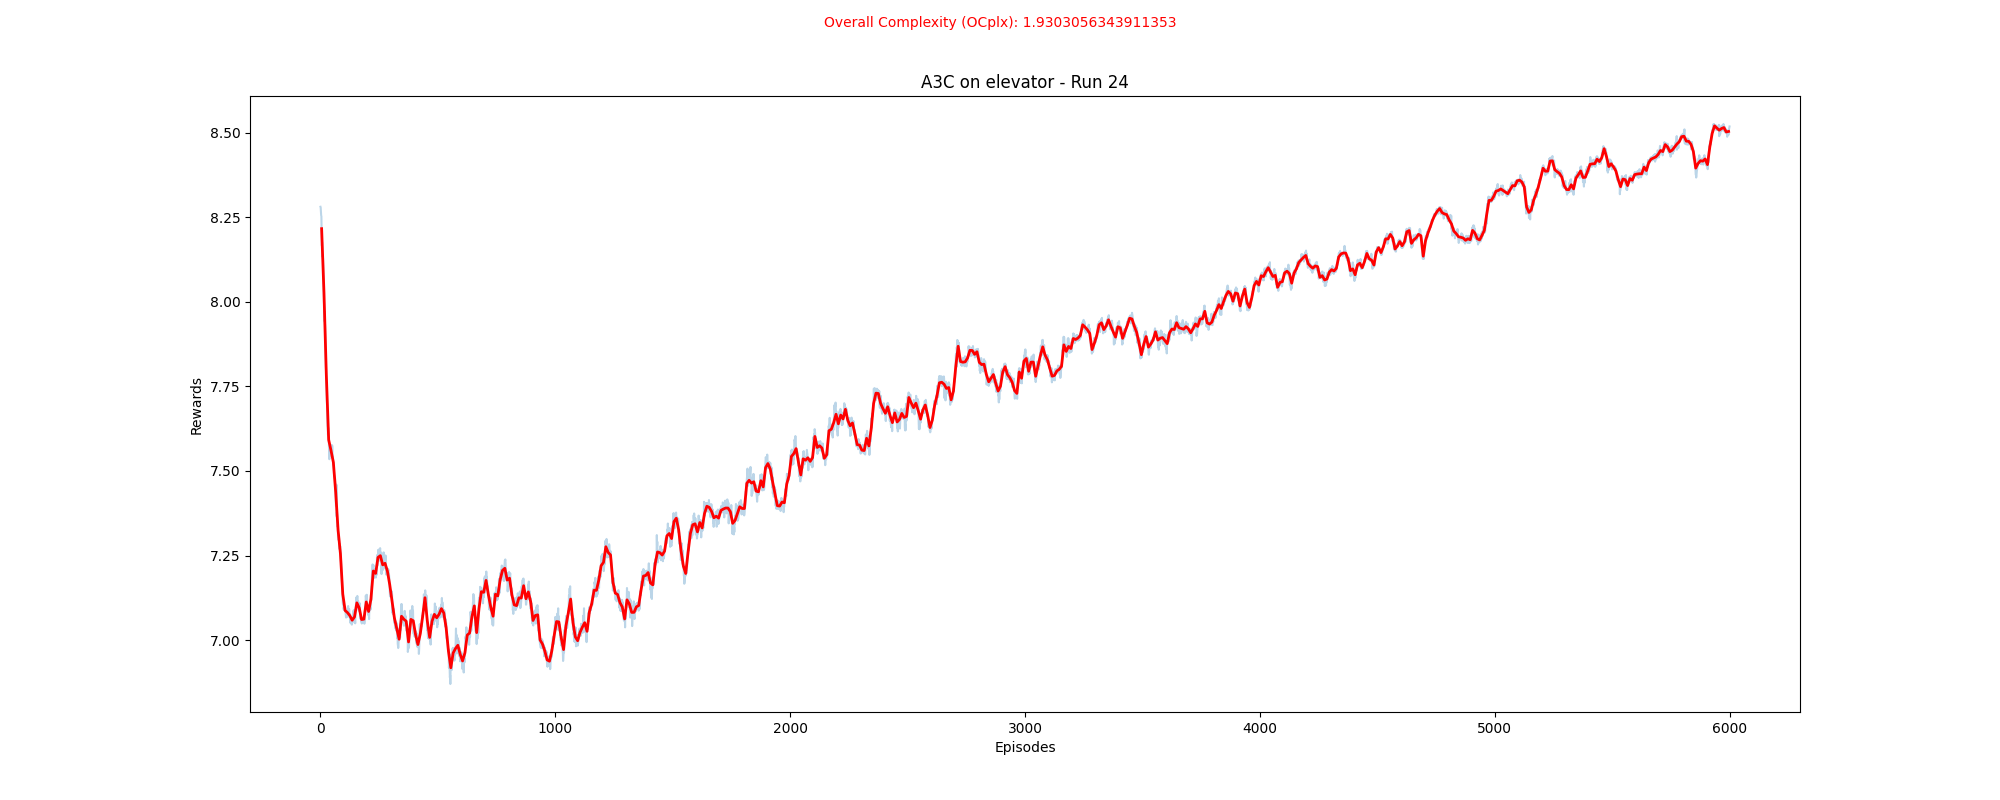 Overall Complexity (OCplx): 1.9303056343911353
A3C on elevator - Run 24
8.50
8.25
8.00
7.75
7.50
7.25
7.00
Rewards
0 1000 2000 3000 4000 5000 6000
Episodes